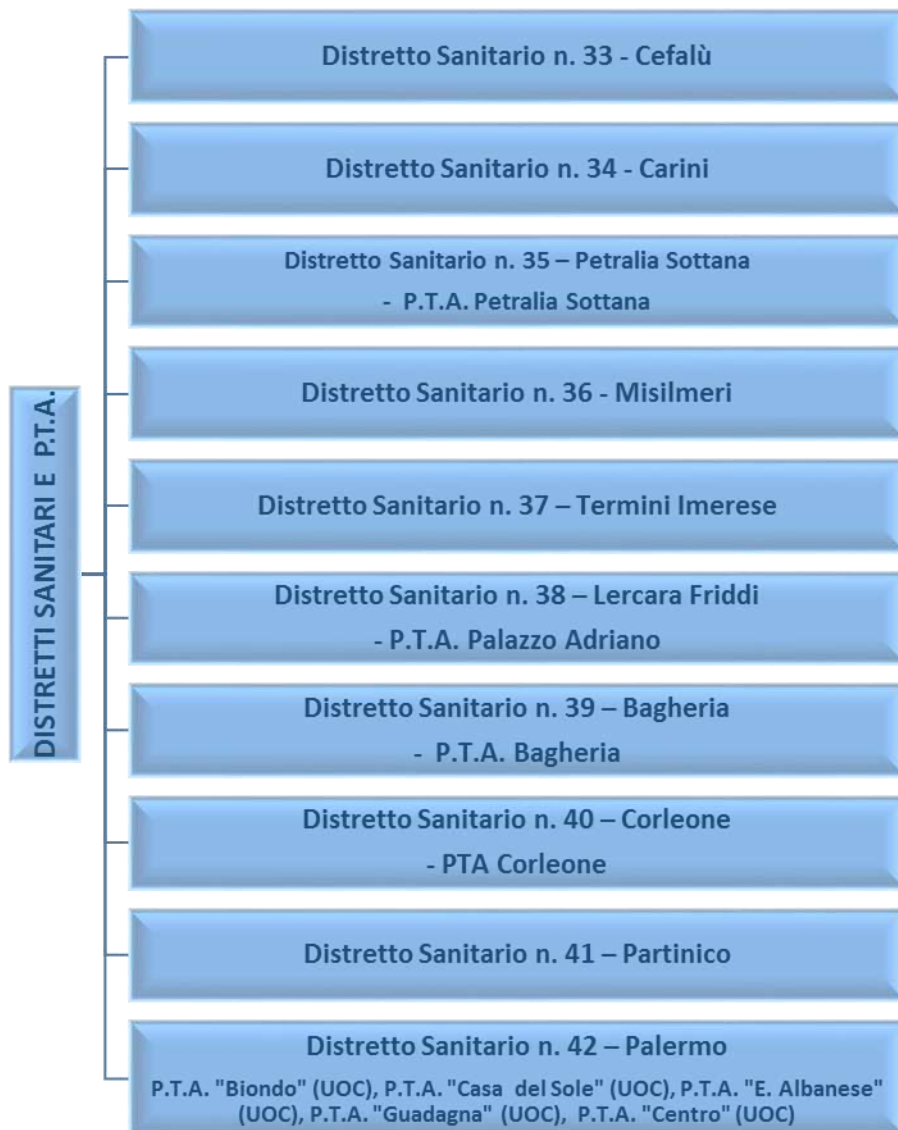 DISTRETTI SANITARI E P.T.A.
Distretto Sanitario n. 33 - Cefalù
Distretto Sanitario n. 34 - Carini
Distretto Sanitario n. 35 – Petralia Sottana
- P.T.A. Petralia Sottana
Distretto Sanitario n. 36 - Misilmeri
Distretto Sanitario n. 37 – Termini Imerese
Distretto Sanitario n. 38 – Lercara Friddi
- P.T.A. Palazzo Adriano
Distretto Sanitario n. 39 – Bagheria
- P.T.A. Bagheria
Distretto Sanitario n. 40 – Corleone
- PTA Corleone
Distretto Sanitario n. 41 – Partinico
Distretto Sanitario n. 42 – Palermo
P.T.A. "Biondo" (UOC), P.T.A. "Casa del Sole" (UOC), P.T.A. "E. Albanese"
(UOC), P.T.A. "Guadagna" (UOC), P.T.A. "Centro" (UOC)